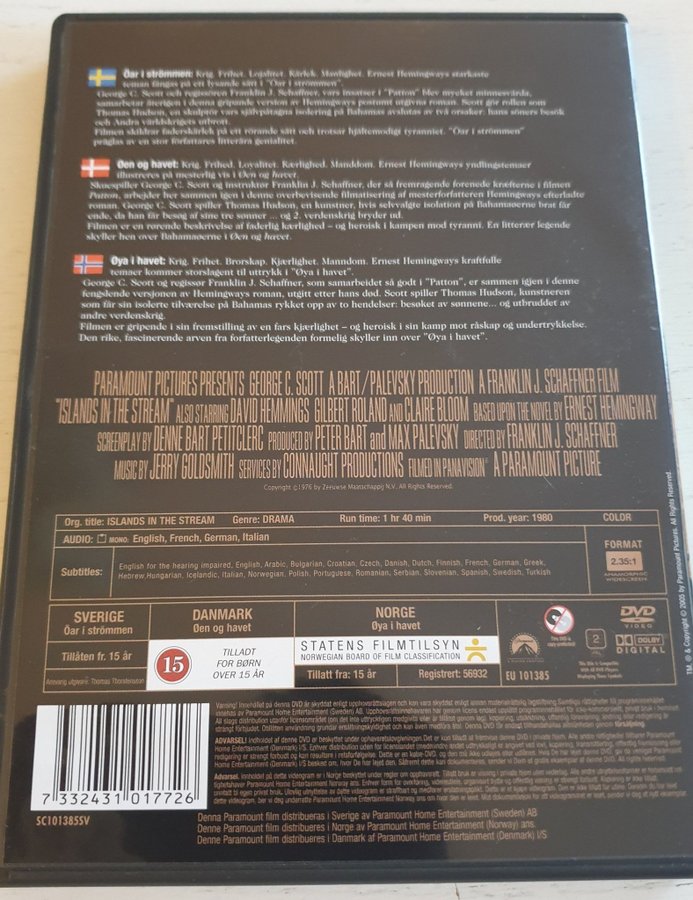 Öar i strömmen: Krig. Frihet. Lojalitet. Kärlek. Manlighet. Ernest Hemingways starkaste
teman fångas på ett lysande sätt i "Öar i strömmen".
George C. Scott och regissören Franklin J. Schaffner, vars insatser i "Patton" blev mycket minnesvärda,
samarbetar återigen i denna gripande version av Hemingways postumt utgivna roman. Scott gör rollen som
Thomas Hudson, en skulptör vars självpåtagna isolering på Bahamas avslutas av två orsaker: hans söners besök
och Andra världskrigets utbrott.
Filmen skildrar faderskärlek på ett rörande sätt och trotsar hjältemodigt tyranniet. "Öar i strömmen"
präglas av en stor författares litterära genialitet.
Øen og havet: Krig. Frihed. Loyalitet. Kærlighed. Manddom. Ernest Hemingways yndlingstemaer
illustreres på mesterlig vis i Øen og havet.
Skuespiller George C. Scott og instruktør Franklin J. Schaffner, der så fremragende forenede kræfterne i filmen
Patton, arbejder her sammen igen i denne overbevisende filmatisering af mesterforfatteren Hemingways efterladte
roman. George C. Scott spiller Thomas Hudson, en kunstner, hvis selvvalgte isolation på Bahamaøerne brat får
ende, da han får besøg af sine tre sønner ... og 2. verdenskrig bryder ud.
Filmen er en rørende beskrivelse af faderlig kærlighed – og heroisk i kampen mod tyranni. En litterær legende
skyller hen over Bahamaøerne i Øen og havet.
Øya i havet: Krig. Frihet. Brorskap. Kjærlighet. Manndom. Ernest Hemingways kraftfulle
temaer kommer storslagent til uttrykk i "Øya i havet".
George C. Scott og regissør Franklin J. Schaffner, som samarbeidet så godt i "Patton", er sammen igjen i denne
fengslende versjonen av Hemingways roman, utgitt etter hans død. Scott spiller Thomas Hudson, kunstneren
som får sin isolerte tilværelse på Bahamas rykket opp av to hendelser: besøket av sønnene... og utbruddet av
andre verdenskrig.
Filmen er gripende i sin fremstilling av en fars kjærlighet – og heroisk i sin kamp mot råskap og undertrykkelse.
Den rike, fascinerende arven fra forfatterlegenden formelig skyller inn over "Øya i havet".
PARAMOUNT PICTURES PRESENTS GEORGE C. SCOTT A BART/PALEVSKY PRODUCTION A FRANKLIN J. SCHAFFNER FILM
"ISLANDS IN THE STREAM" ALSO STARRING DAVID HEMMINGS GILBERT ROLAND AND CLAIRE BLOOM BASED UPON THE NOVEL BY ERNEST HEMINGWAY
SCREENPLAY BY DENNE BART PETITCLERC PRODUCED BY PETER BART and MAX PALEVSKY DIRECTED BY FRANKLIN J. SCHAFFNER
MUSIC BY JERRY GOLDSMITH SERVICES BY CONNAUGHT PRODUCTIONS FILMED IN PANAVISION® A PARAMOUNT PICTURE
Copyright ©1976 by Zeeuwse Maatschappij N.V. All Rights Reserved.
Org. title: ISLANDS IN THE STREAM Genre: DRAMA Run time: 1 hr 40 min Prod. year: 1980 COLOR
AUDIO: MONO: English, French, German, Italian
Subtitles: English for the hearing impaired, English, Arabic, Bulgarian, Croatian, Czech, Danish, Dutch, Finnish, French, German, Greek,
Hebrew, Hungarian, Icelandic, Italian, Norwegian, Polish, Portuguese, Romanian, Serbian, Slovenian, Spanish, Swedish, Turkish
FORMAT
2.35:1
ANAMORPHIC
WIDESCREEN
SVERIGE
Öar i strömmen
Tillåten fr. 15 år
Ansvarig utgivare: Thomas Thorstensson
DANMARK
Øen og havet
15
TILLADT
FOR BØRN
OVER 15 ÅR
NORGE
Øya i havet
STATENS FILMTILSYN
NORWEGIAN BOARD OF FILM CLASSIFICATION
Tillatt fra: 15 år Registrert: 56932
EU 101385
2
DVD
VIDEO
DOLBY
DIGITAL
TM, ® & Copyright © 2005 by Paramount Pictures. All Rights Reserved.
7 332431 017726
SC101385SV
Denna Paramount film distribueras i Sverige av Paramount Home Entertainment (Sweden) AB
Denne Paramount film distribueres i Norge av Paramount Home Entertainment (Norway) ans.
Denne Paramount film distribueres i Danmark af Paramount Home Entertainment (Denmark) I/S